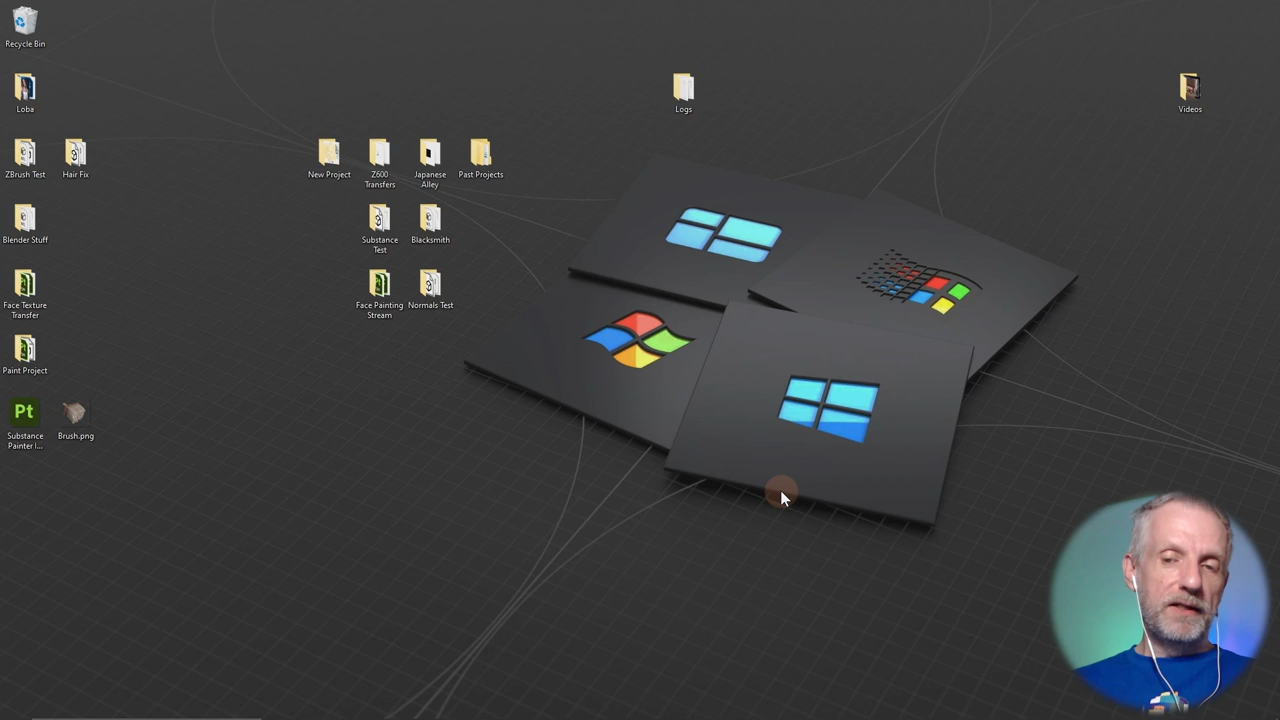 Recycle Bin
Loba
Logs
Videos
ZBrush Test
Hair Fix
New Project
Z600
Transfers
Japanese
Alley
Past Projects
Blender Stuff
Substance
Test
Blacksmith
Face Texture
Transfer
Face Painting
Stream
Normals Test
Paint Project
Pt
Substance
Painter I...
Brush.png